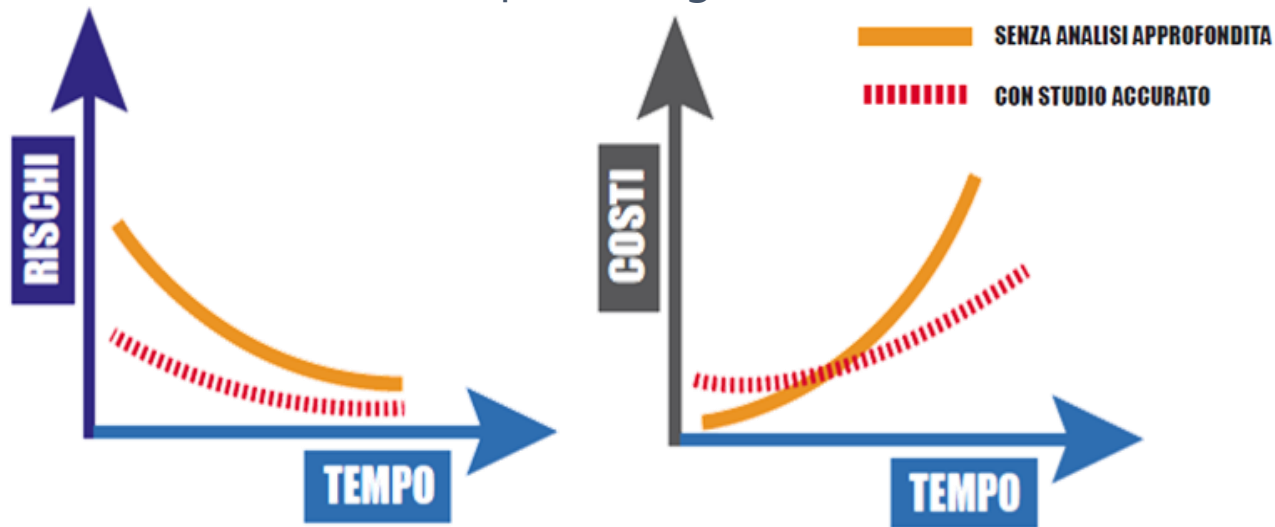 SENZA ANALISI APPROFONDITA
CON STUDIO ACCURATO
RISCHI
TEMPO
COSTI
TEMPO